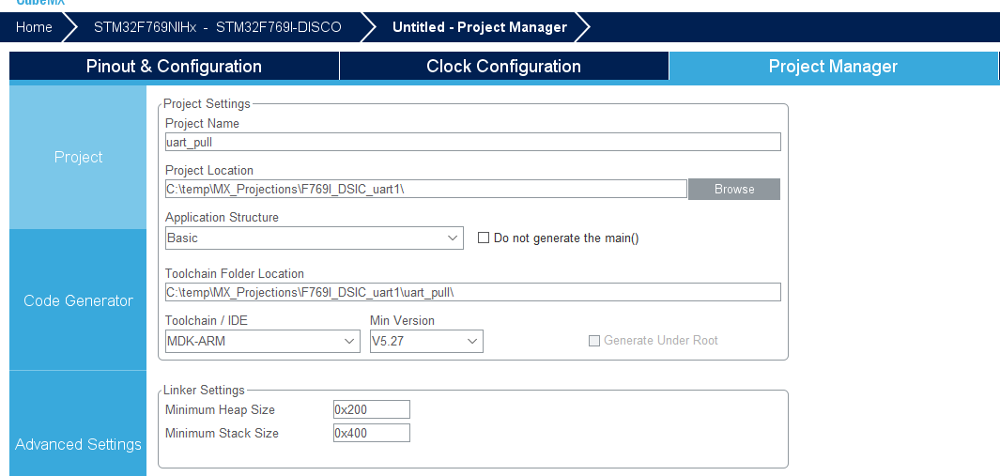 CubeMX
Home STM32F769NIHx - STM32F769I-DISCO Untitled - Project Manager
Pinout & Configuration Clock Configuration Project Manager
Project
Code Generator
Advanced Settings
Project Settings
Project Name
uart_pull
Project Location
C:\temp\MX_Projections\F769I_DSIC_uart1\ Browse
Application Structure
Basic Do not generate the main()
Toolchain Folder Location
C:\temp\MX_Projections\F769I_DSIC_uart1\uart_pull\
Toolchain / IDE Min Version
MDK-ARM V5.27 Generate Under Root
Linker Settings
Minimum Heap Size 0x200
Minimum Stack Size 0x400